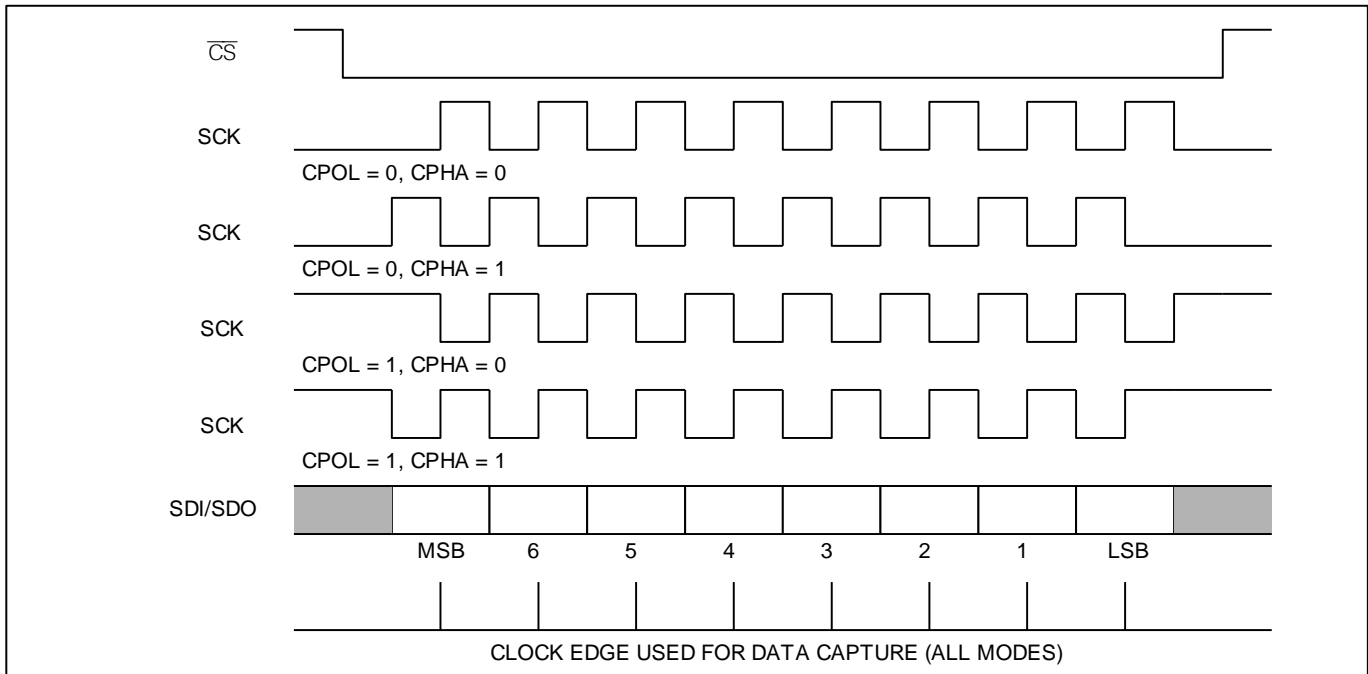 C̅S̅
SCK
CPOL = 0, CPHA = 0
SCK
CPOL = 0, CPHA = 1
SCK
CPOL = 1, CPHA = 0
SCK
CPOL = 1, CPHA = 1
SDI/SDO
MSB 6 5 4 3 2 1 LSB
CLOCK EDGE USED FOR DATA CAPTURE (ALL MODES)